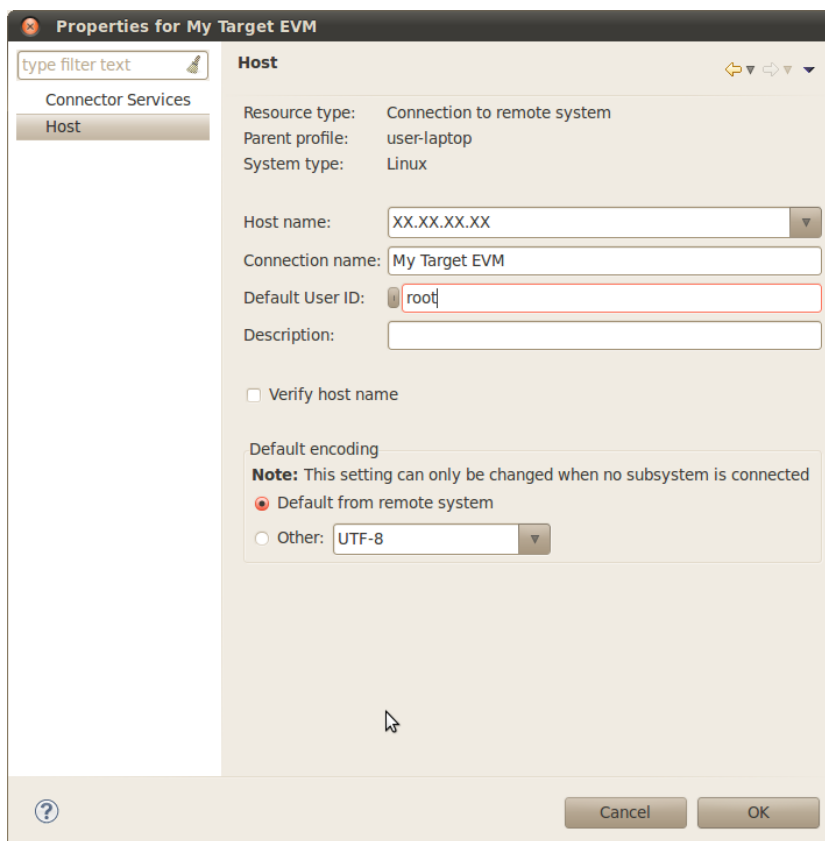 Properties for My Target EVM
type filter text
Connector Services
Host
Host
Resource type: Connection to remote system
Parent profile: user-laptop
System type: Linux
Host name: XX.XX.XX.XX
Connection name: My Target EVM
Default User ID: root
Description:
Verify host name
Default encoding
Note: This setting can only be changed when no subsystem is connected
Default from remote system
Other: UTF-8
?
Cancel OK